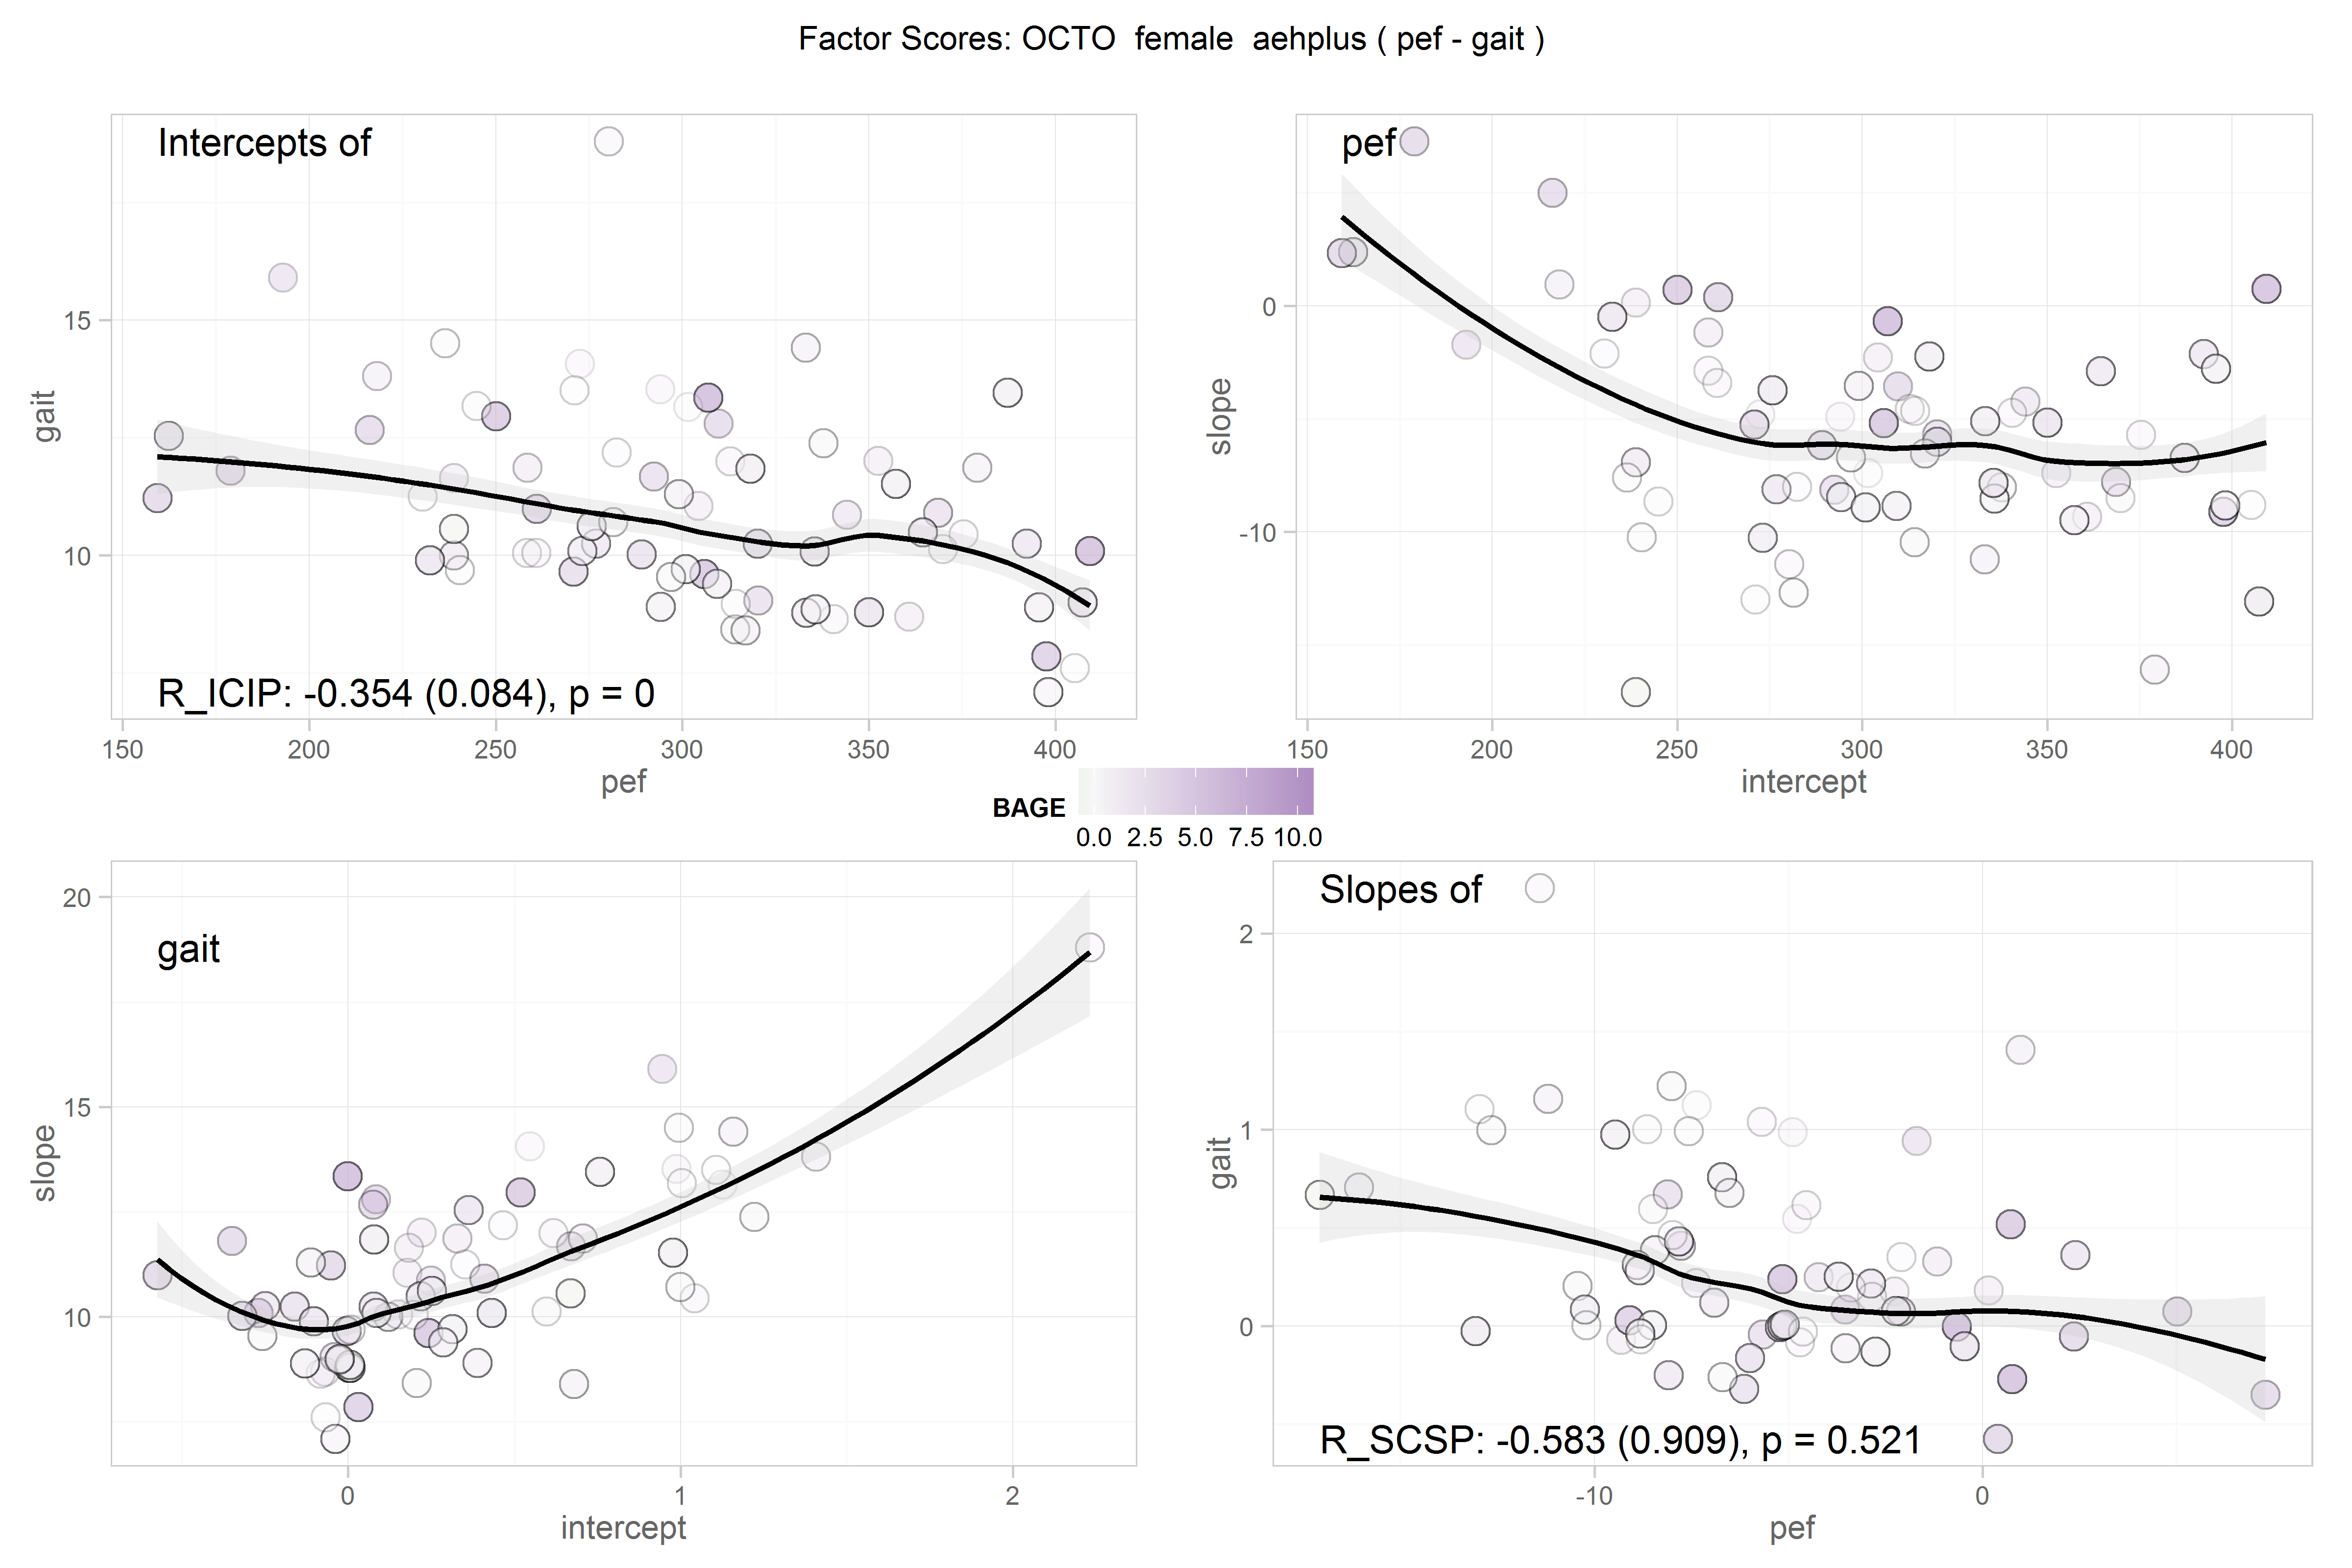 Factor Scores: OCTO female aehplus ( pef - gait )
Intercepts of
gait
15
10
R_ICIP: -0.354 (0.084), p = 0
150 200 250 300 350 400
pef
pef
slope
0
-10
150 200 250 300 350 400
intercept
BAGE
0.0 2.5 5.0 7.5 10.0
gait
slope
20
15
10
0 1 2
intercept
Slopes of
gait
2
1
0
R_SCSP: -0.583 (0.909), p = 0.521
-10 0
pef